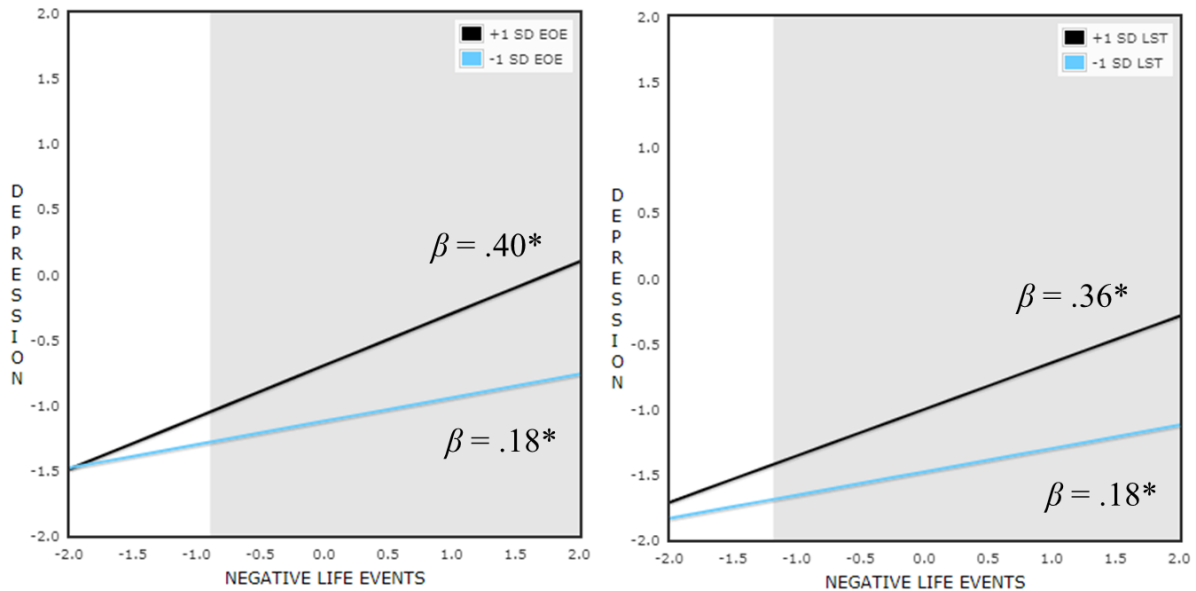 2.0
+1 SD EOE
-1 SD EOE
1.5
1.0
0.5
0.0
-0.5
-1.0
-1.5
-2.0
DEPRESSION
β = .40*
β = .18*
-2.0 -1.5 -1.0 -0.5 0.0 0.5 1.0 1.5 2.0
NEGATIVE LIFE EVENTS
2.0
+1 SD LST
-1 SD LST
1.5
1.0
0.5
0.0
-0.5
-1.0
-1.5
-2.0
DEPRESSION
β = .36*
β = .18*
-2.0 -1.5 -1.0 -0.5 0.0 0.5 1.0 1.5 2.0
NEGATIVE LIFE EVENTS